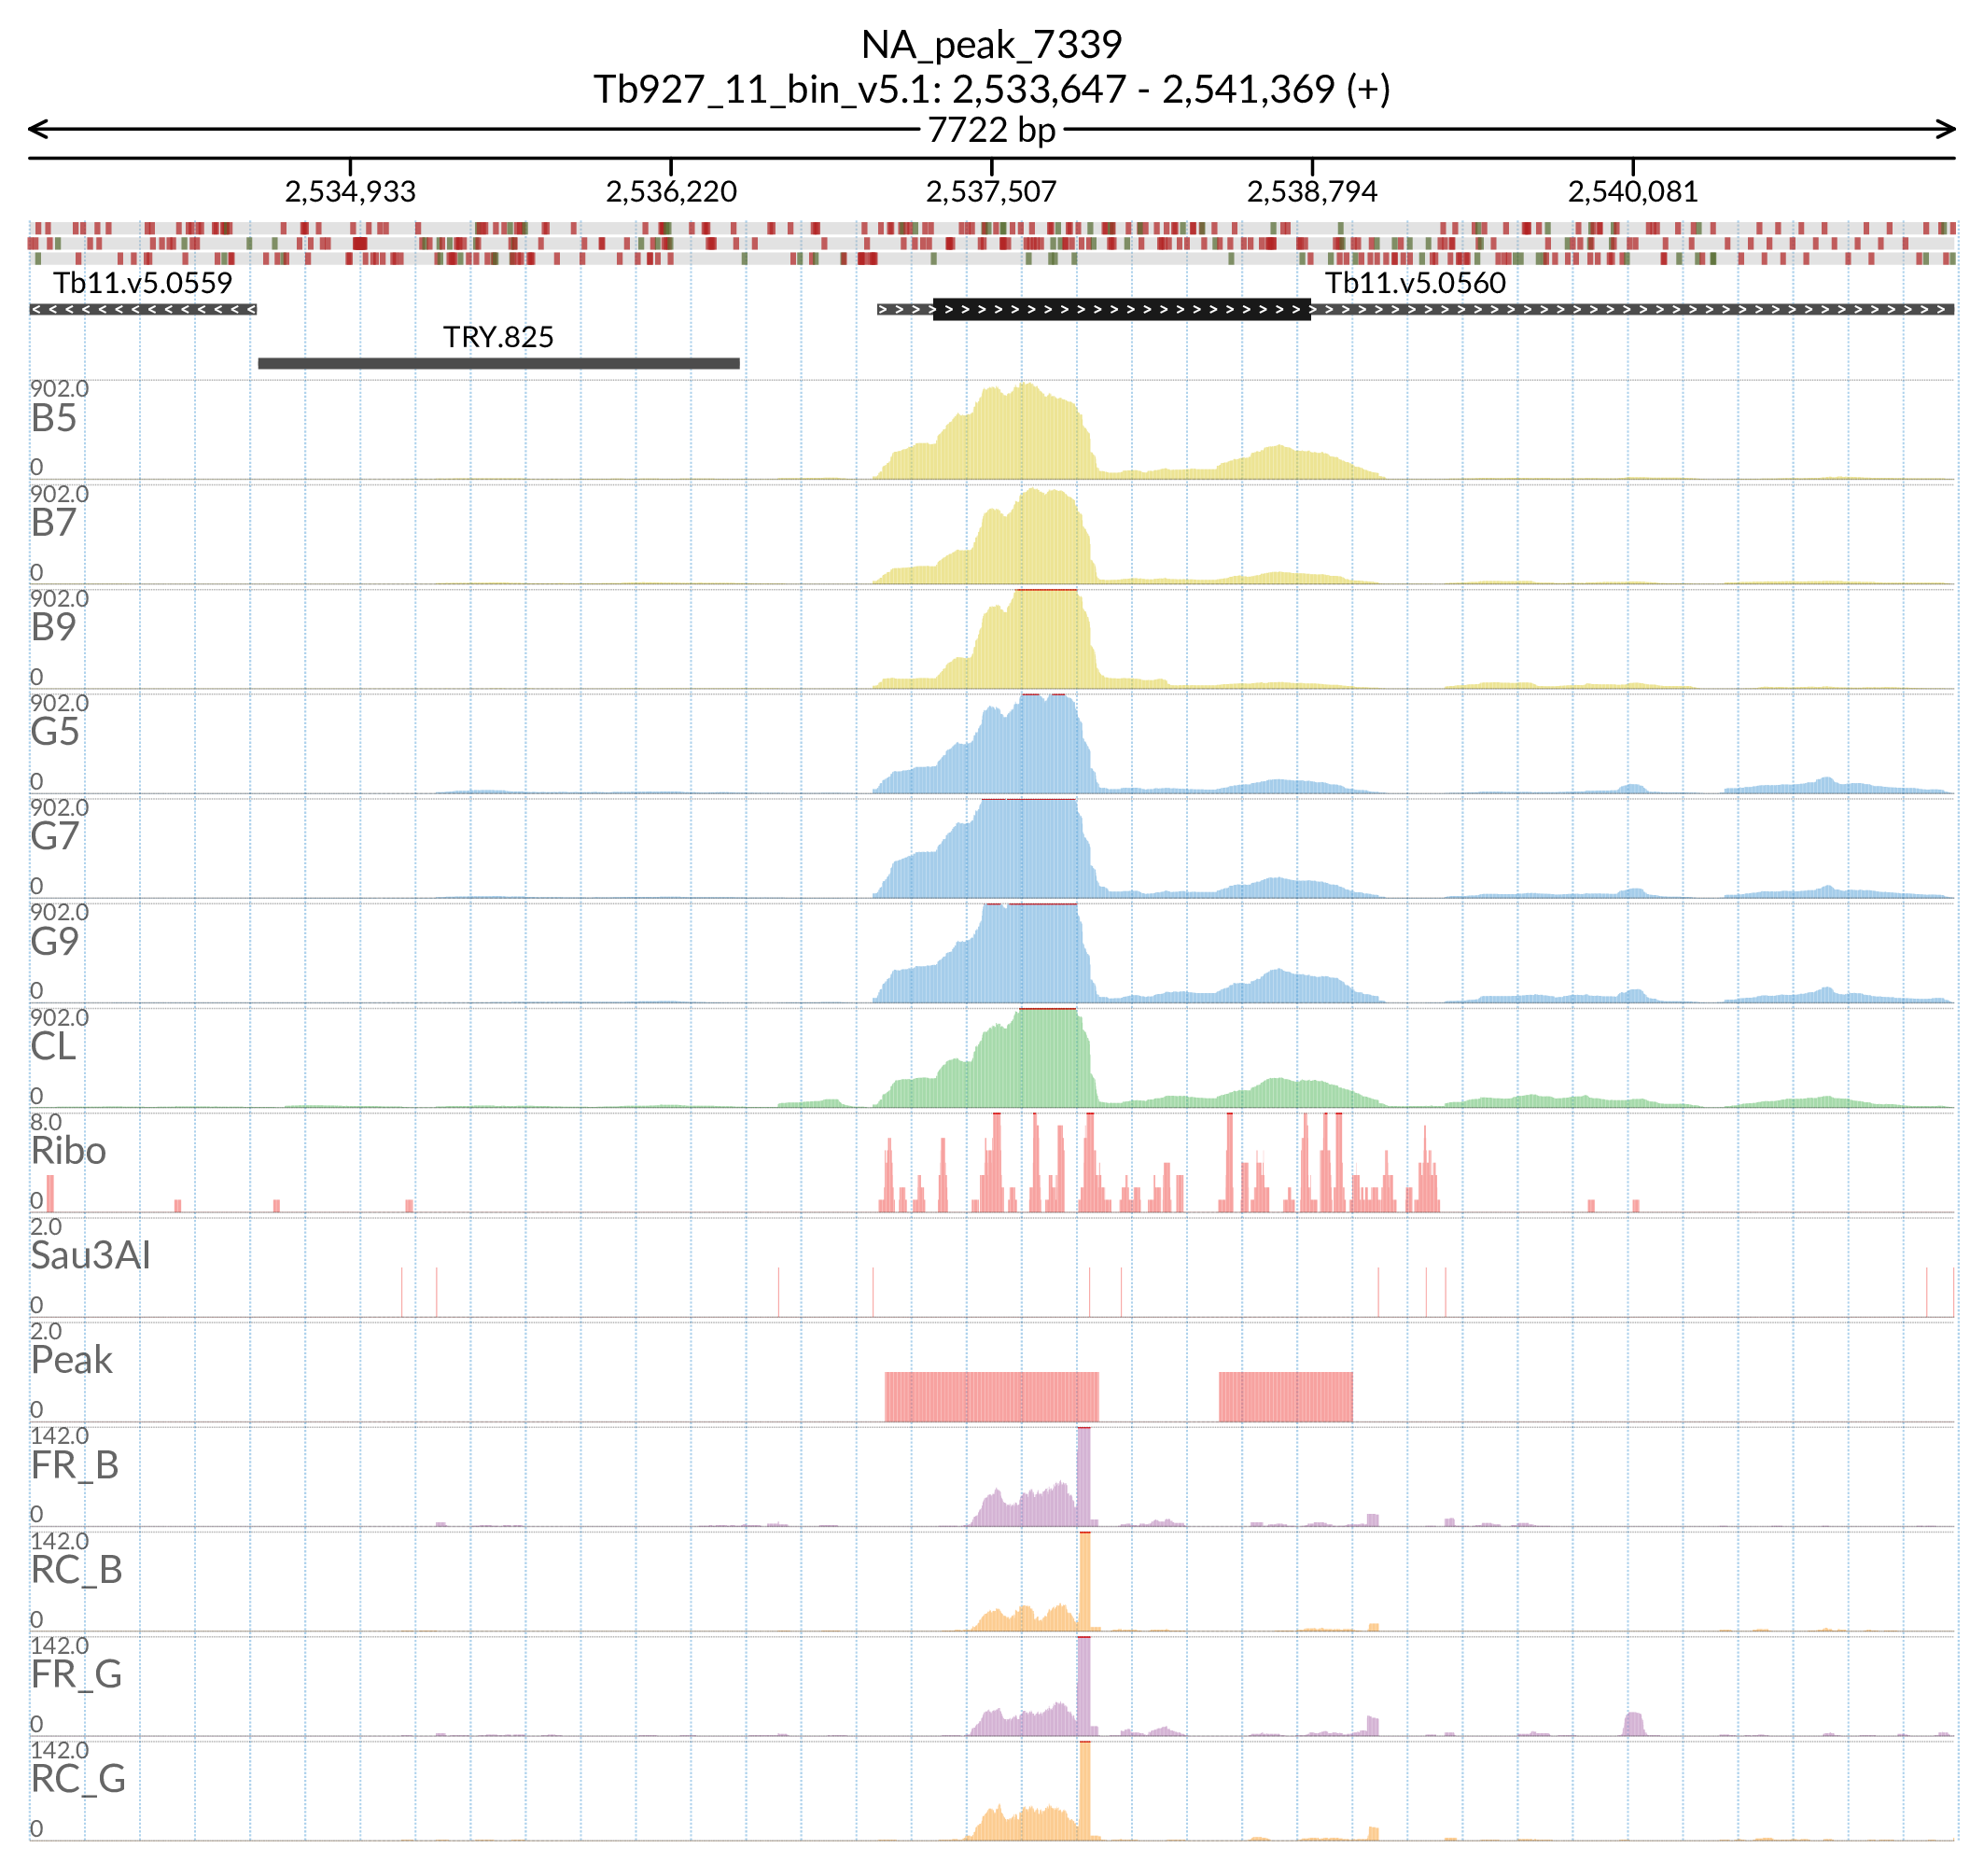 NA_peak_7339
Tb927_11_bin_v5.1: 2,533,647 - 2,541,369 (+)
7722 bp
2,534,933 2,536,220 2,537,507 2,538,794 2,540,081
Tb11.v5.0559 Tb11.v5.0560
TRY.825
902.0
B5
0
902.0
B7
0
902.0
B9
0
902.0
G5
0
902.0
G7
0
902.0
G9
0
902.0
CL
0
8.0
Ribo
0
2.0
Sau3AI
0
2.0
Peak
0
142.0
FR_B
0
142.0
RC_B
0
142.0
FR_G
0
142.0
RC_G
0